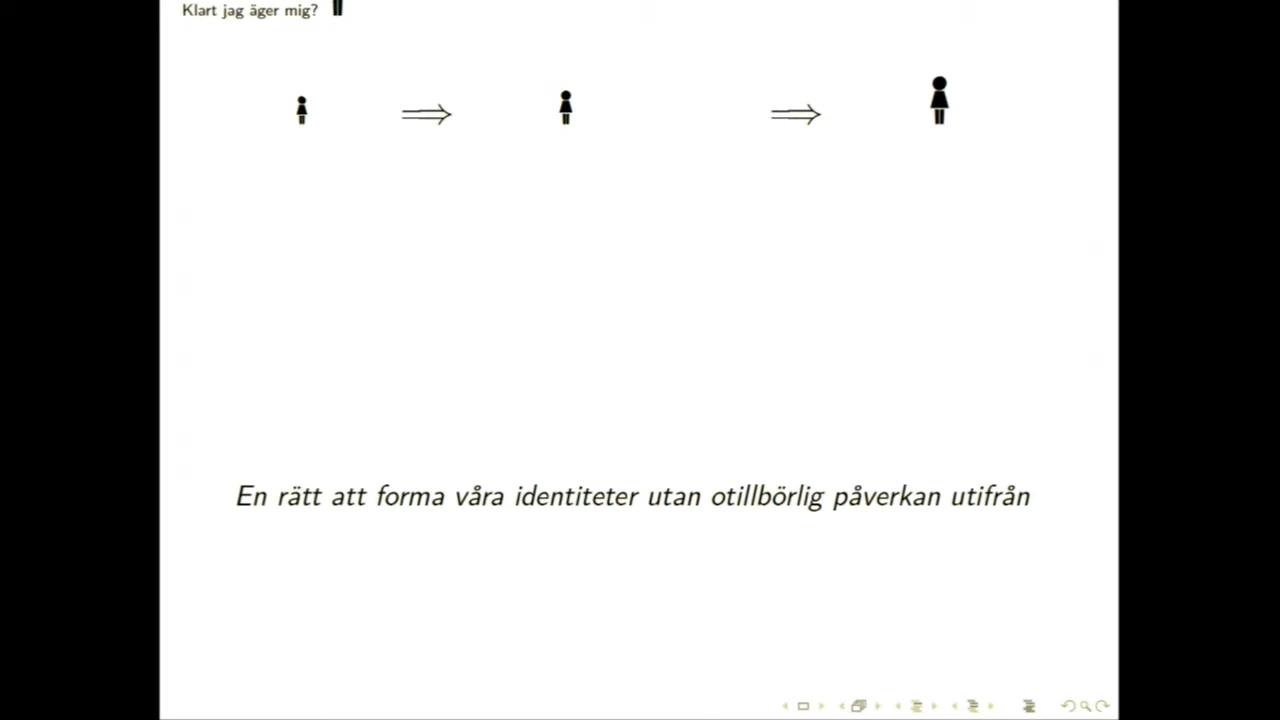 Klart jag äger mig?
En rätt att forma våra identiteter utan otillbörlig påverkan utifrån